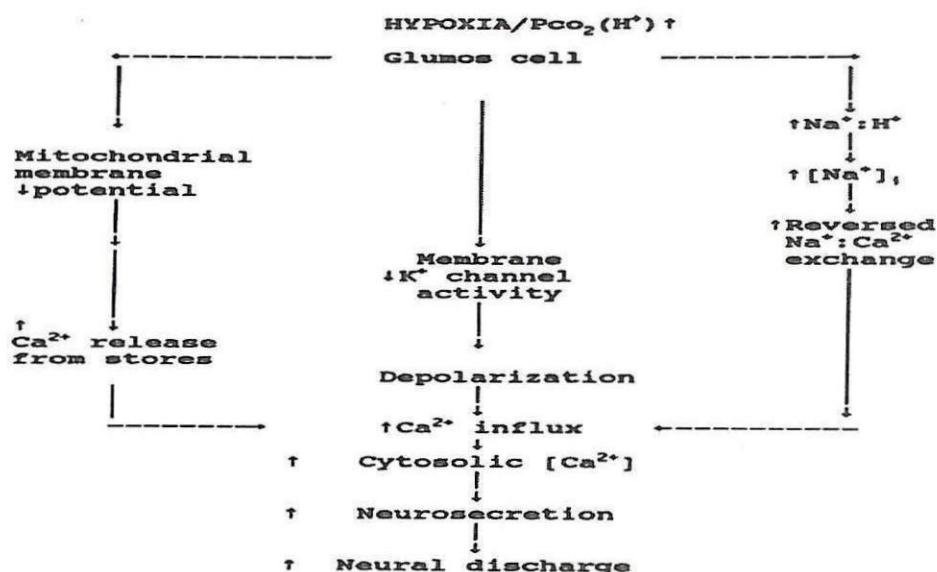 HYPOXIA/Pco₂(H⁺)↑
Glumos cell
Mitochondrial
membrane
↓potential
↑
Ca²⁺ release
from stores
Membrane
↓K⁺ channel
activity
Depolarization
↑Na⁺:H⁺
↑[Na⁺]ᵢ
↑Reversed
Na⁺:Ca²⁺
exchange
↑Ca²⁺ influx
↑ Cytosolic [Ca²⁺]
↑ Neurosecretion
↑ Neural discharge